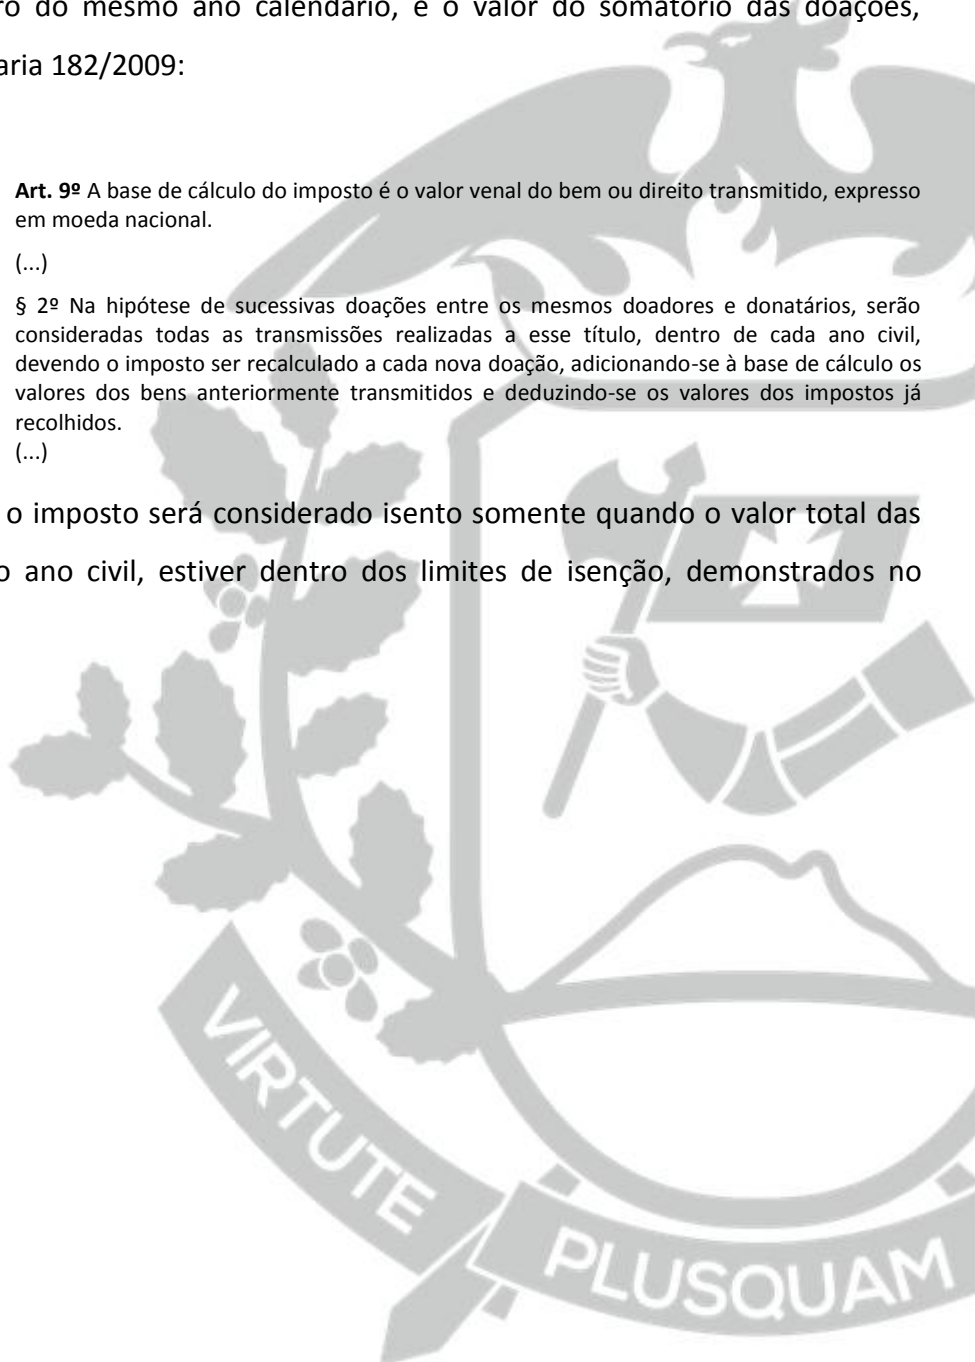 ro do mesmo ano calendário, é o valor do somatório das doações,
aria 182/2009:
Art. 9º A base de cálculo do imposto é o valor venal do bem ou direito transmitido, expresso
em moeda nacional.
(...)
§ 2º Na hipótese de sucessivas doações entre os mesmos doadores e donatários, serão
consideradas todas as transmissões realizadas a esse título, dentro de cada ano civil,
devendo o imposto ser recalculado a cada nova doação, adicionando-se à base de cálculo os
valores dos bens anteriormente transmitidos e deduzindo-se os valores dos impostos já
recolhidos.
(...)
o imposto será considerado isento somente quando o valor total das
o ano civil, estiver dentro dos limites de isenção, demonstrados no
VIRTUTE
PLUSQUAM